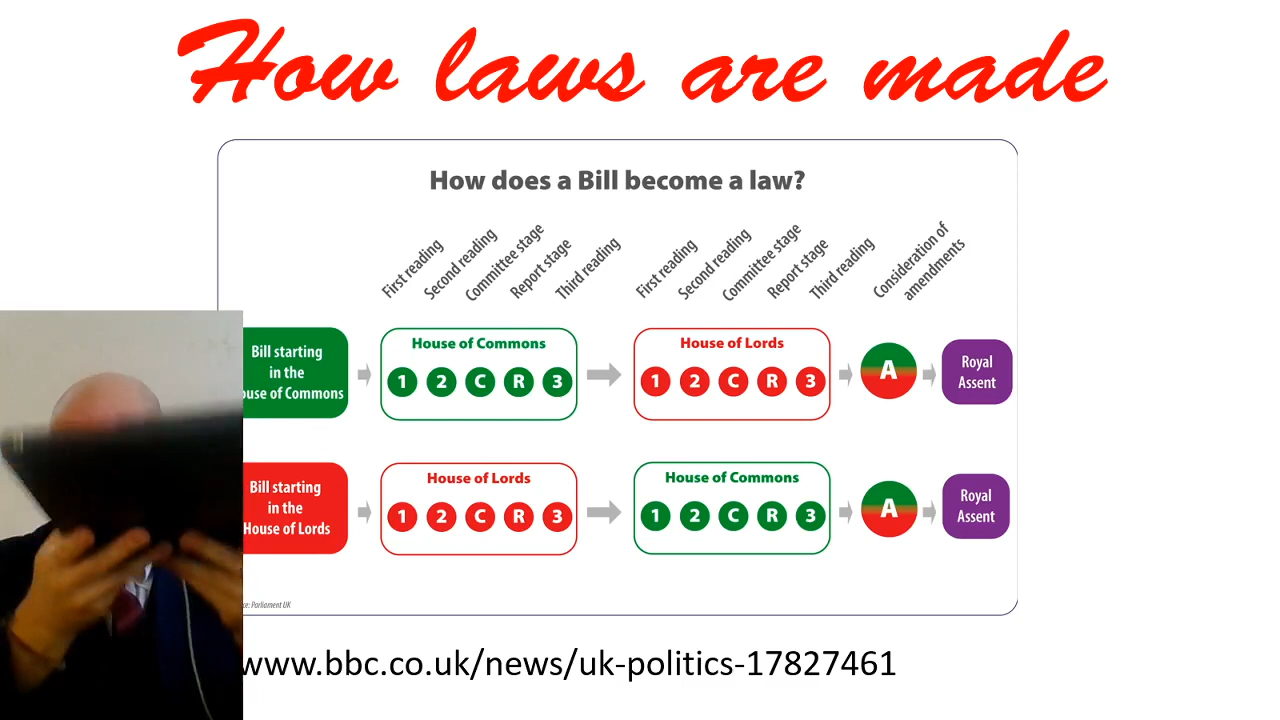 How laws are made
How does a Bill become a law?
First reading
Second reading
Committee stage
Report stage
Third reading
First reading
Second reading
Committee stage
Report stage
Third reading
Consideration of
amendments
Bill starting
in the
ouse of Commons
House of Commons
1 2 C R 3
House of Lords
1 2 C R 3
A
Royal
Assent
Bill starting
in the
House of Lords
House of Lords
1 2 C R 3
House of Commons
1 2 C R 3
A
Royal
Assent
ce: Parliament UK
www.bbc.co.uk/news/uk-politics-17827461